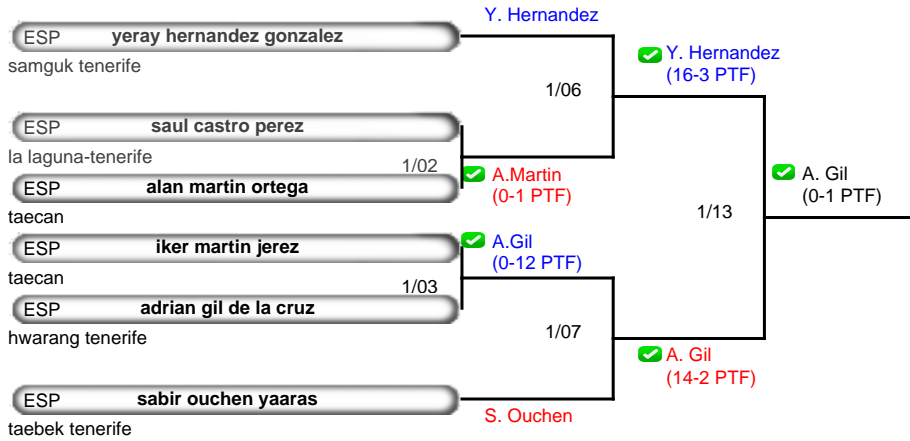 Y. Hernandez
ESP yeray hernandez gonzalez
samguk tenerife
Y. Hernandez
(16-3 PTF)
1/06
ESP saul castro perez
la laguna-tenerife
1/02
ESP alan martin ortega
taecan
A.Martin
(0-1 PTF)
A. Gil
(0-1 PTF)
1/13
ESP iker martin jerez
taecan
A.Gil
(0-12 PTF)
1/03
ESP adrian gil de la cruz
hwarang tenerife
1/07
A. Gil
(14-2 PTF)
ESP sabir ouchen yaaras
taebek tenerife
S. Ouchen